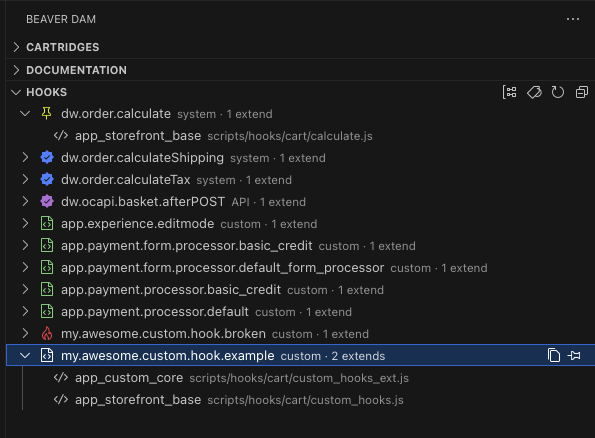 BEAVER DAM
CARTRIDGES
DOCUMENTATION
HOOKS
dw.order.calculate system · 1 extend
app_storefront_base scripts/hooks/cart/calculate.js
dw.order.calculateShipping system · 1 extend
dw.order.calculateTax system · 1 extend
dw.ocapi.basket.afterPOST API · 1 extend
app.experience.editmode custom · 1 extend
app.payment.form.processor.basic_credit custom · 1 extend
app.payment.form.processor.default_form_processor custom · 1 extend
app.payment.processor.basic_credit custom · 1 extend
app.payment.processor.default custom · 1 extend
my.awesome.custom.hook.broken custom · 1 extend
my.awesome.custom.hook.example custom · 2 extends
app_custom_core scripts/hooks/cart/custom_hooks_ext.js
app_storefront_base scripts/hooks/cart/custom_hooks.js